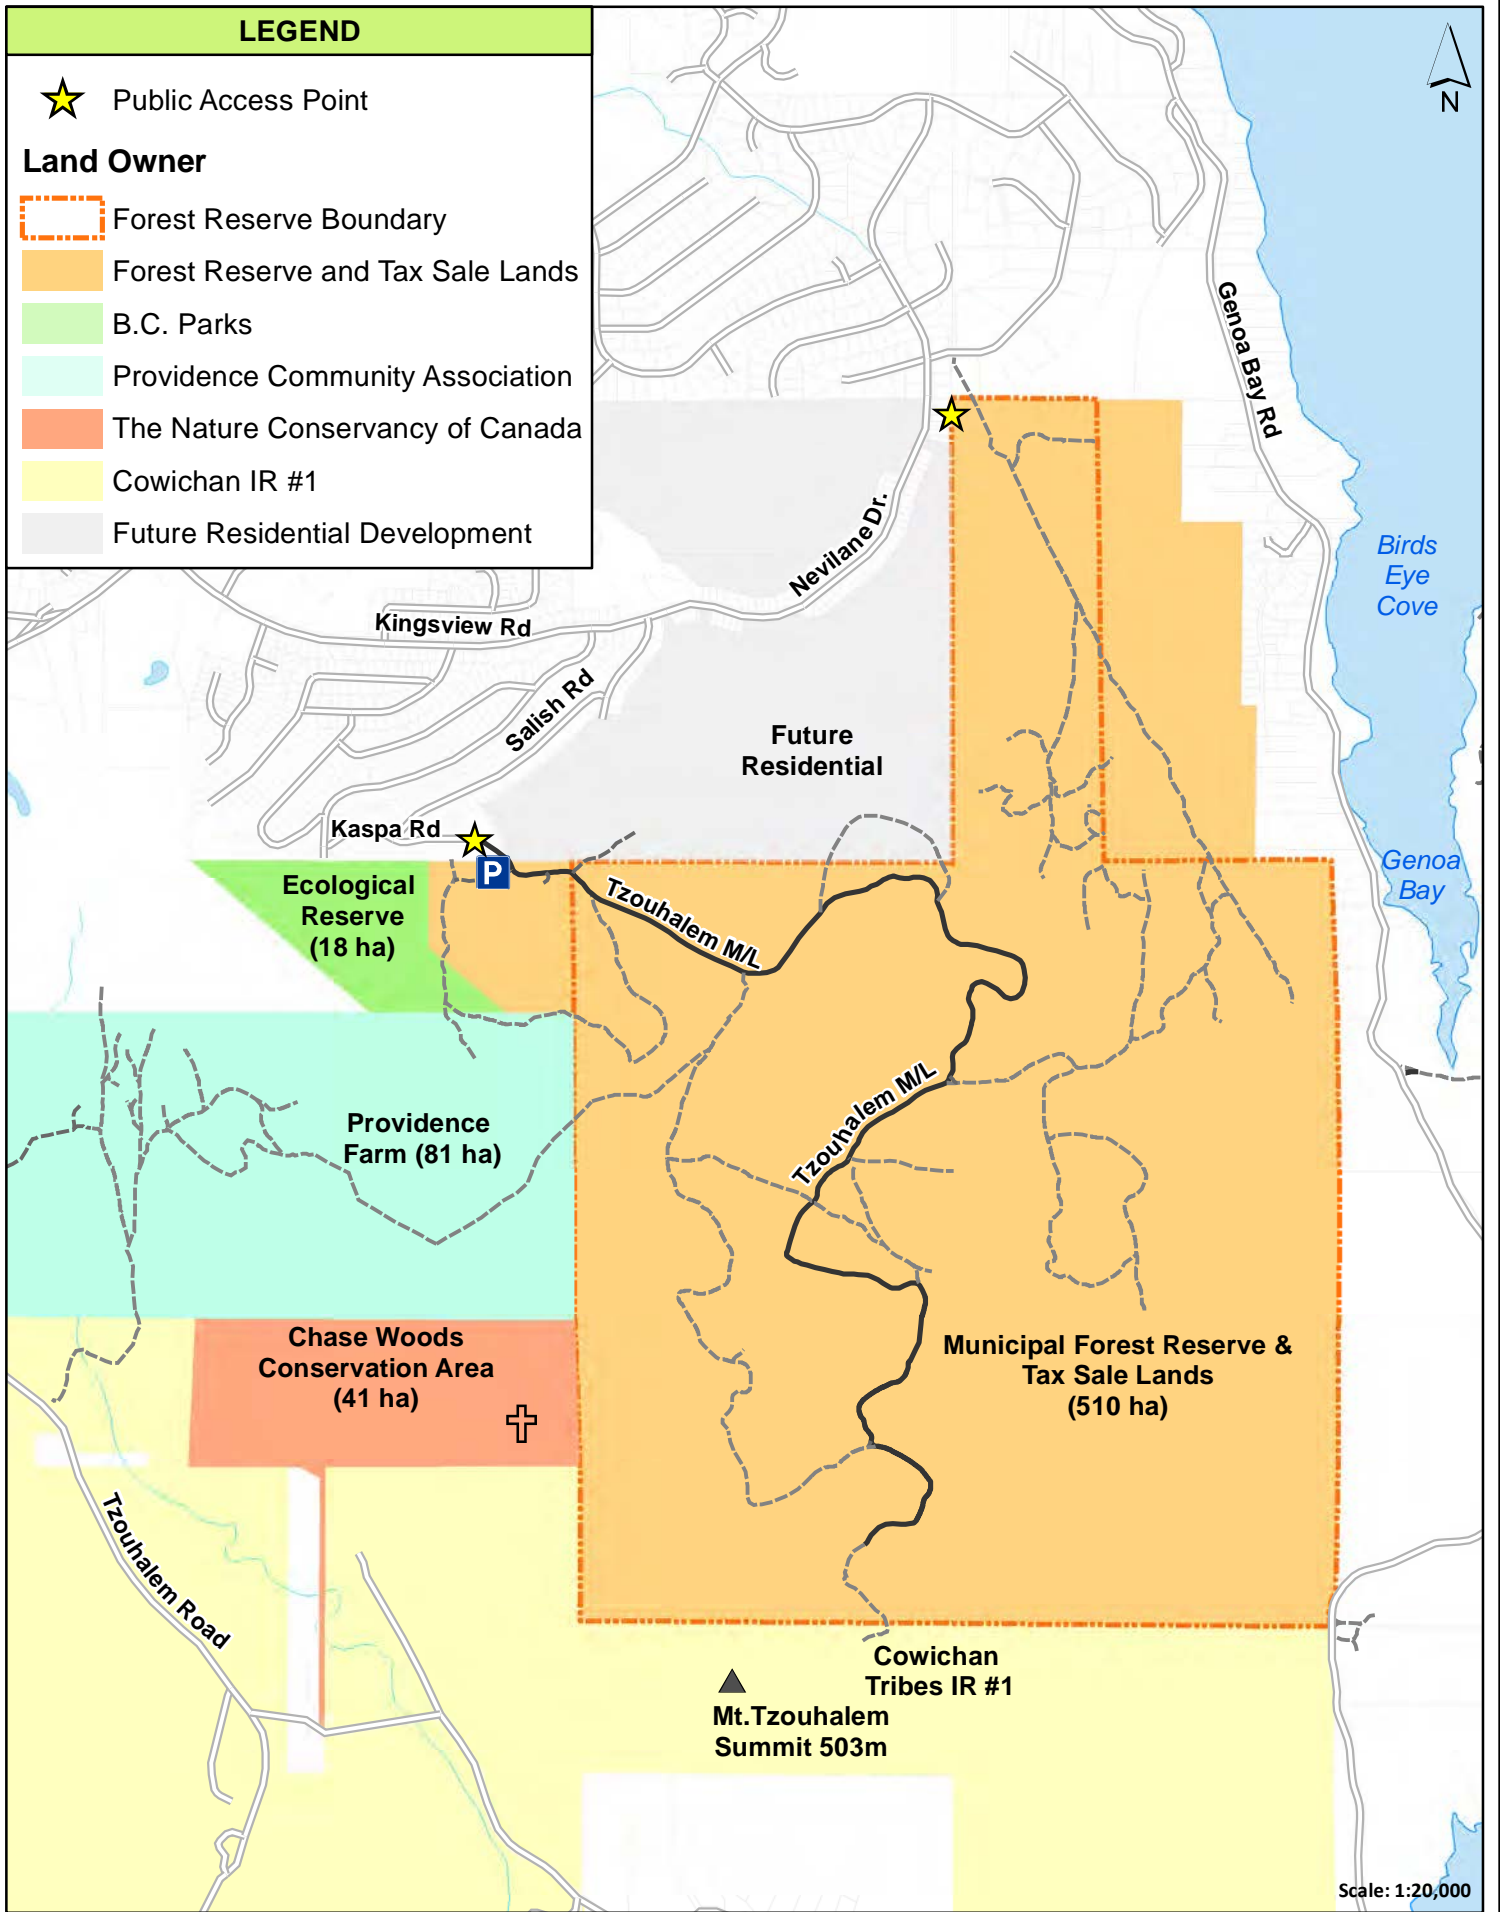 LEGEND
Public Access Point
Land Owner
Forest Reserve Boundary
Forest Reserve and Tax Sale Lands
B.C. Parks
Providence Community Association
The Nature Conservancy of Canada
Cowichan IR #1
Future Residential Development
N
Genoa Bay Rd
Birds
Eye
Cove
Nevilane Dr.
Kingsview Rd
Salish Rd
Future
Residential
Kaspa Rd
P
Genoa
Bay
Ecological
Reserve
(18 ha)
Tzouhalem M/L
Tzouhalem M/L
Providence
Farm (81 ha)
Chase Woods
Conservation Area
(41 ha)
Municipal Forest Reserve &
Tax Sale Lands
(510 ha)
Tzouhalem Road
Cowichan
Tribes IR #1
Mt.Tzouhalem
Summit 503m
Scale: 1:20,000